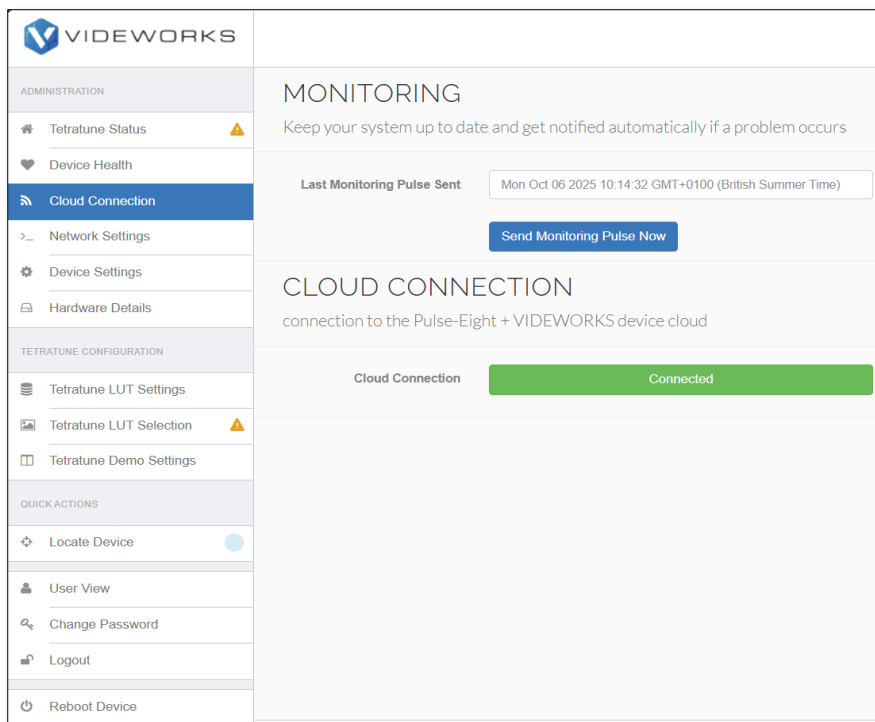 VIDEWORKS
ADMINISTRATION
Tetratune Status
Device Health
Cloud Connection
Network Settings
Device Settings
Hardware Details
TETRATUNE CONFIGURATION
Tetratune LUT Settings
Tetratune LUT Selection
Tetratune Demo Settings
QUICK ACTIONS
Locate Device
User View
Change Password
Logout
Reboot Device
MONITORING
Keep your system up to date and get notified automatically if a problem occurs
Last Monitoring Pulse Sent Mon Oct 06 2025 10:14:32 GMT+0100 (British Summer Time)
Send Monitoring Pulse Now
CLOUD CONNECTION
connection to the Pulse-Eight + VIDEWORKS device cloud
Cloud Connection Connected